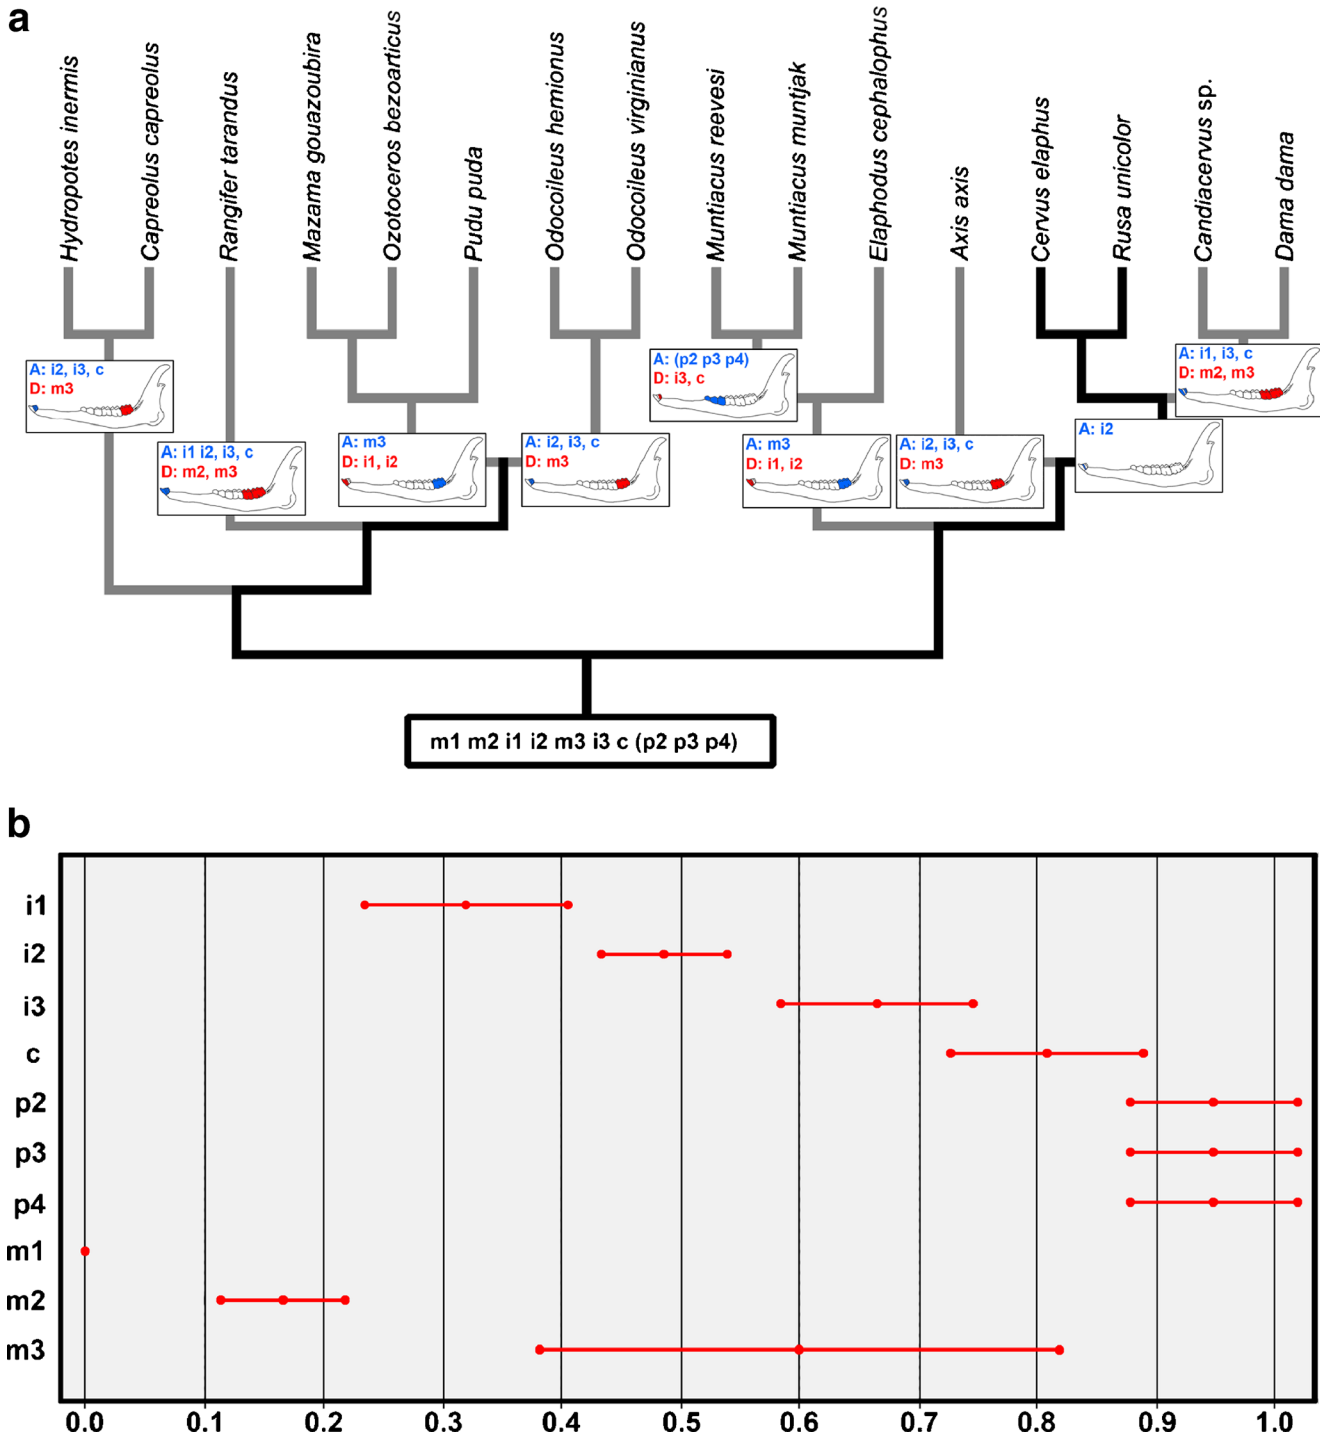 a
Hydropotes inermis
Capreolus capreolus
Rangifer tarandus
Mazama gouazoubira
Ozotoceros bezoarticus
Pudu puda
Odocoileus hemionus
Odocoileus virginianus
Muntiacus reevesi
Muntiacus muntjak
Elaphodus cephalophus
Axis axis
Cervus elaphus
Rusa unicolor
Candiacervus sp.
Dama dama
A: i2, i3, c
D: m3
A: i1 i2, i3, c
D: m2, m3
A: m3
D: i1, i2
A: i2, i3, c
D: m3
A: (p2 p3 p4)
D: i3, c
A: m3
D: i1, i2
A: i2, i3, c
D: m3
A: i1, i3, c
D: m2, m3
A: i2
m1 m2 i1 i2 m3 i3 c (p2 p3 p4)
b
i1
i2
i3
c
p2
p3
p4
m1
m2
m3
0.0 0.1 0.2 0.3 0.4 0.5 0.6 0.7 0.8 0.9 1.0